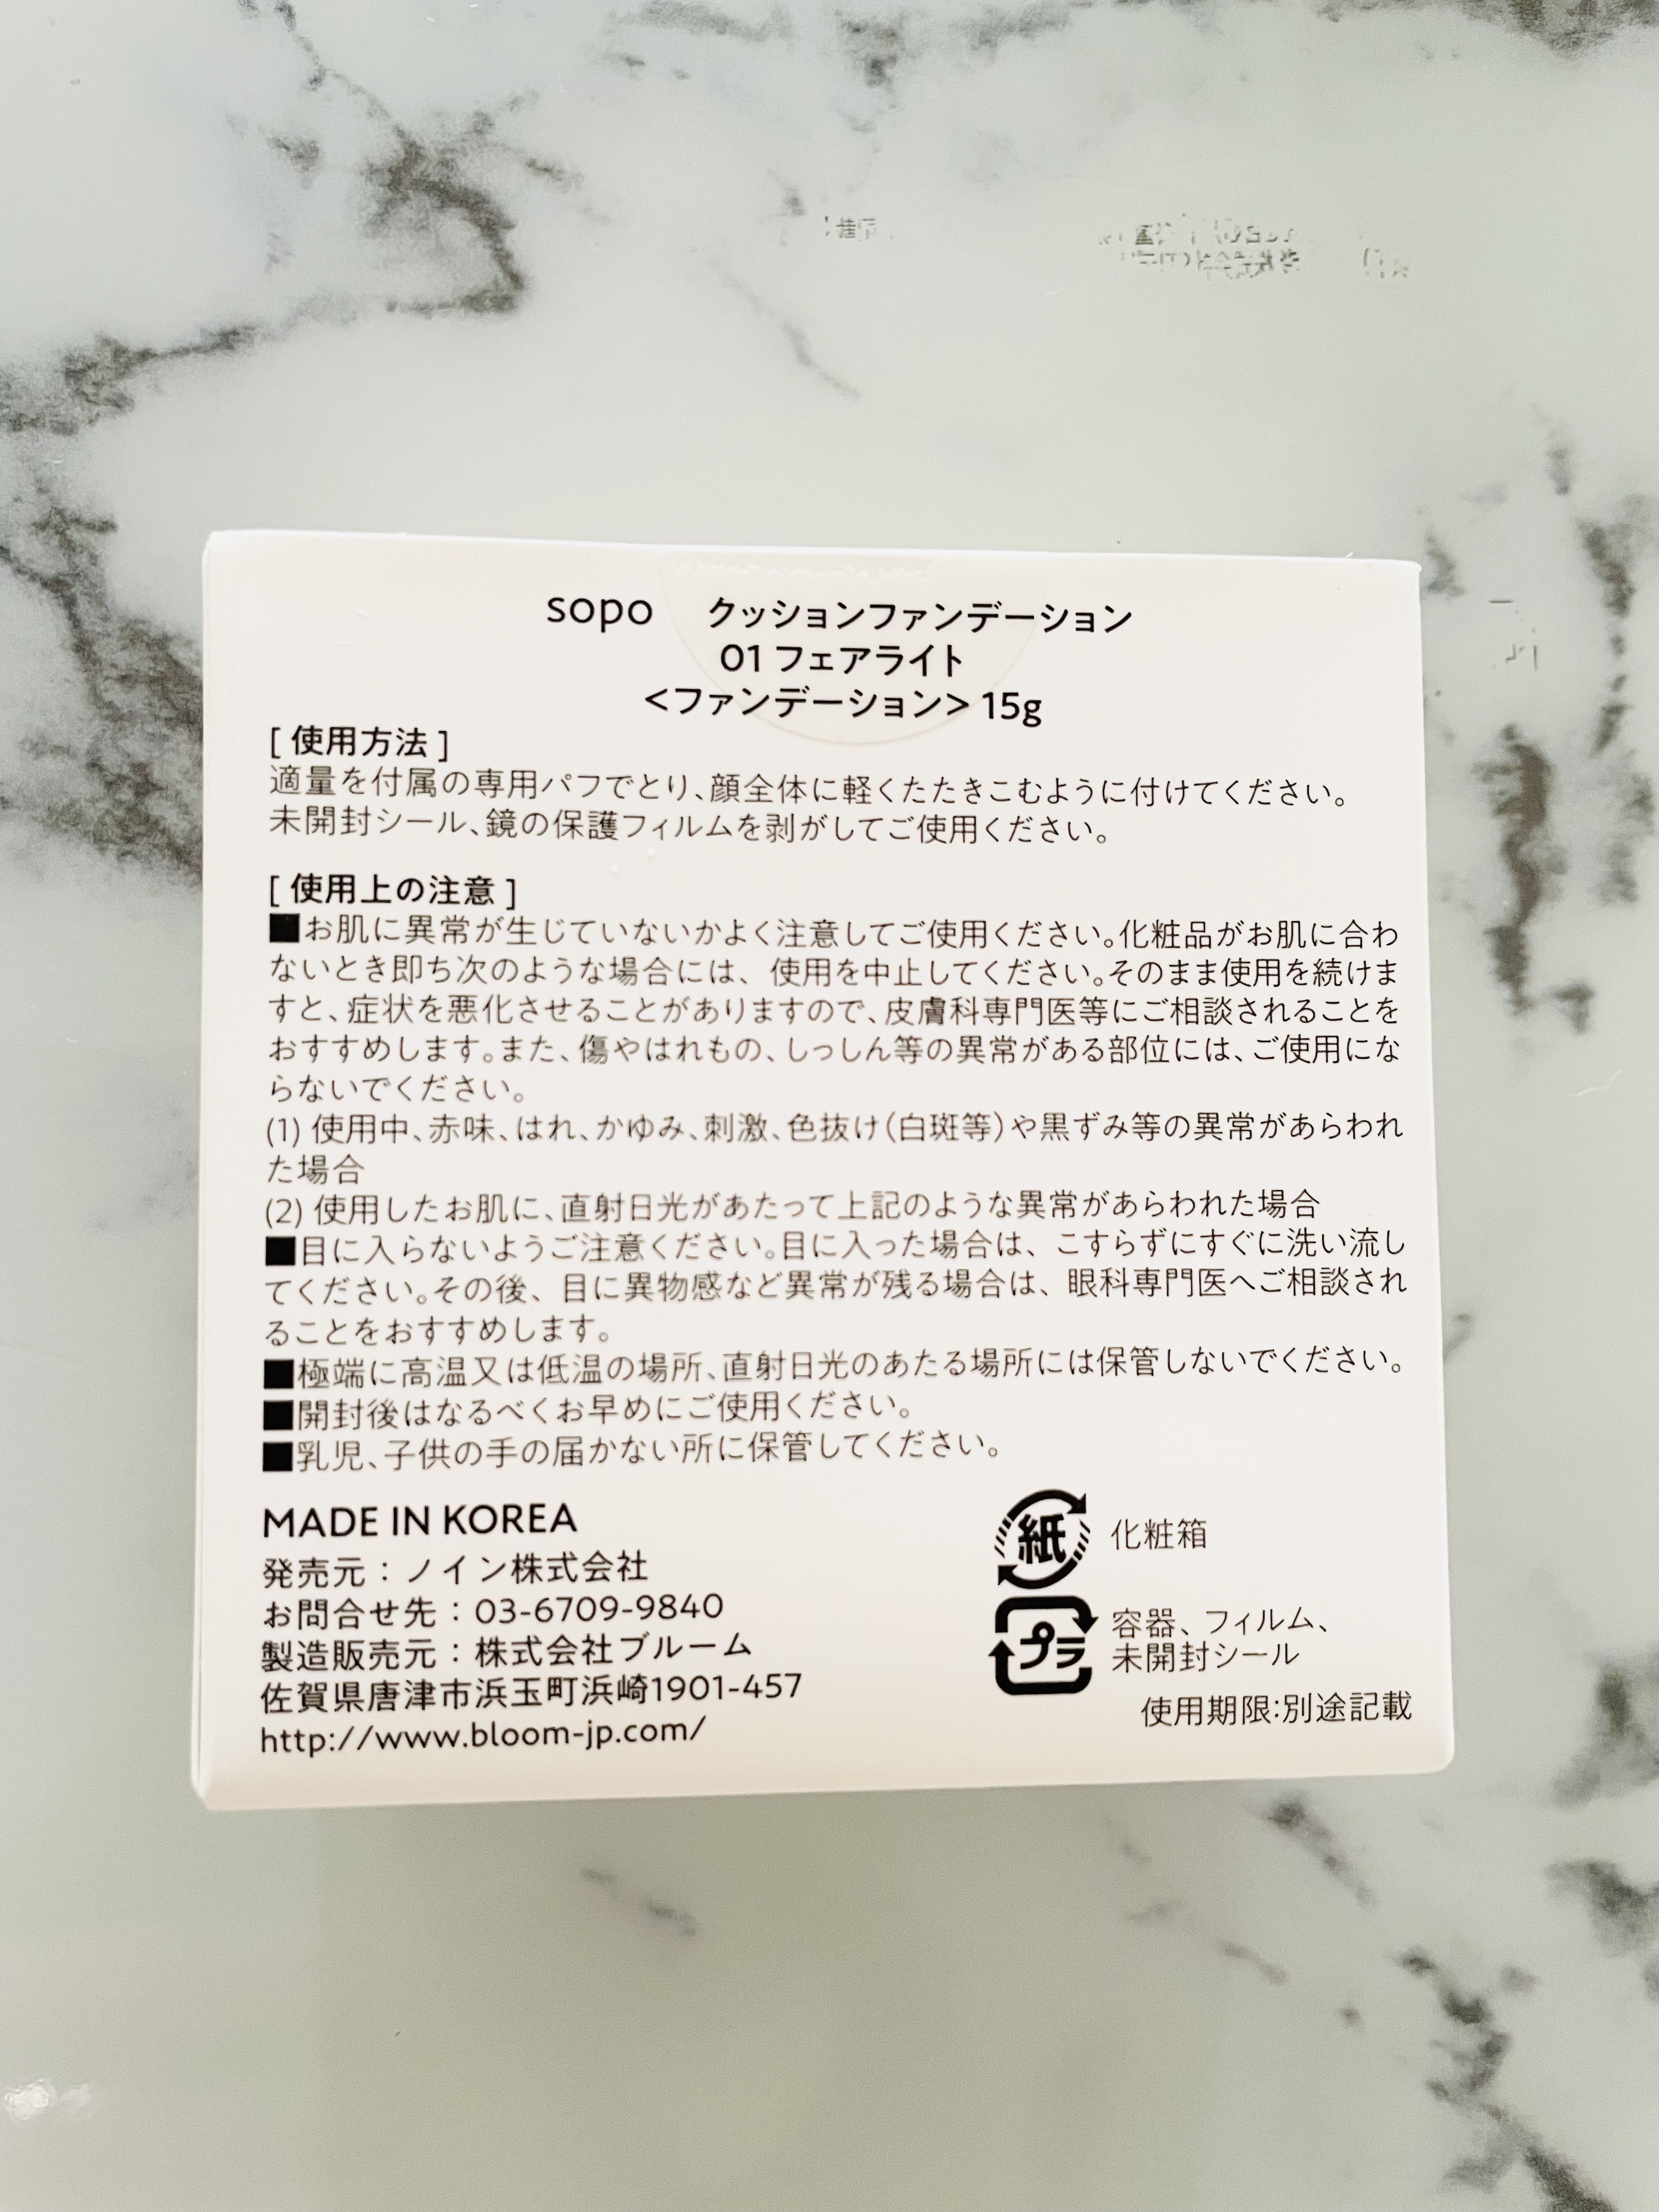 sopo クッションファンデーション
01 フェアライト
<ファンデーション> 15g
[ 使用方法 ]
適量を付属の専用パフでとり、顔全体に軽くたたきこむように付けてください。
未開封シール、鏡の保護フィルムを剥がしてご使用ください。
[ 使用上の注意 ]
■お肌に異常が生じていないかよく注意してご使用ください。化粧品がお肌に合わ
ないとき即ち次のような場合には、使用を中止してください。そのまま使用を続けま
すと、症状を悪化させることがありますので、皮膚科専門医等にご相談されることを
おすすめします。また、傷やはれもの、しっしん等の異常がある部位には、ご使用にな
らないでください。
(1) 使用中、赤味、はれ、かゆみ、刺激、色抜け(白斑等)や黒ずみ等の異常があらわれ
た場合
(2) 使用したお肌に、直射日光があたって上記のような異常があらわれた場合
■目に入らないようご注意ください。目に入った場合は、こすらずにすぐに洗い流し
てください。その後、目に異物感など異常が残る場合は、眼科専門医へご相談され
ることをおすすめします。
■極端に高温又は低温の場所、直射日光のあたる場所には保管しないでください。
■開封後はなるべくお早めにご使用ください。
■乳児、子供の手の届かない所に保管してください。
MADE IN KOREA
発売元：ノイン株式会社
お問合せ先：03-6709-9840
製造販売元：株式会社ブルーム
佐賀県唐津市浜玉町浜崎1901-457
http://www.bloom-jp.com/
紙 化粧箱
プラ 容器、フィルム、
未開封シール
使用期限:別途記載